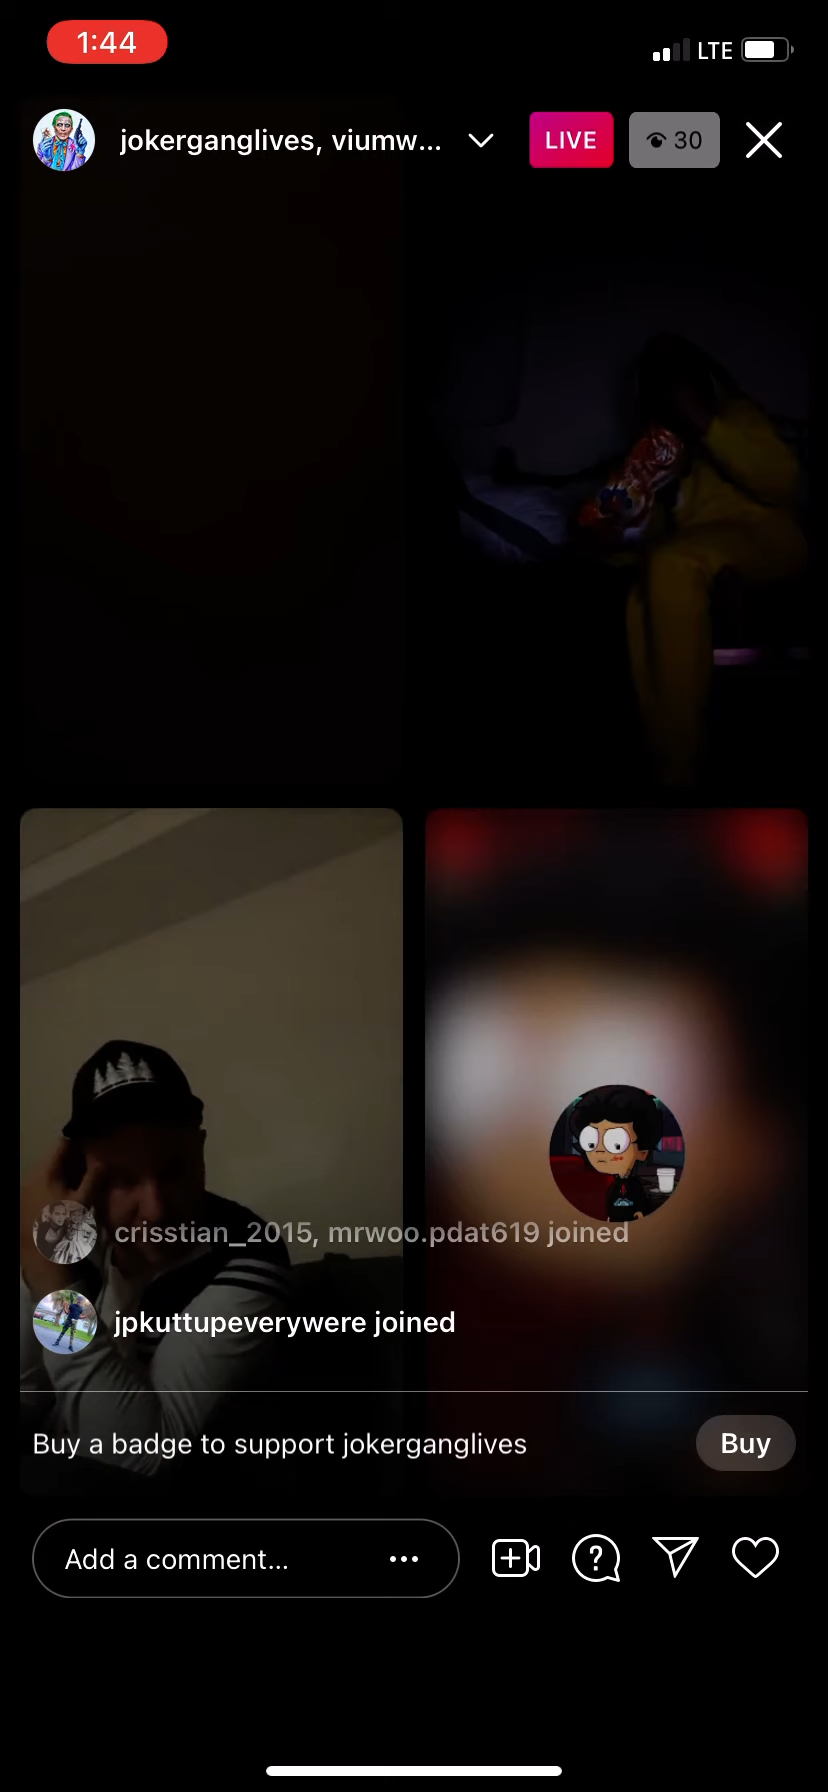 1:44
LTE
jokerganglives, viumw...
LIVE
30
crisstian_2015, mrwoo.pdat619 joined
jpkuttupeverywere joined
Buy a badge to support jokerganglives
Buy
Add a comment...